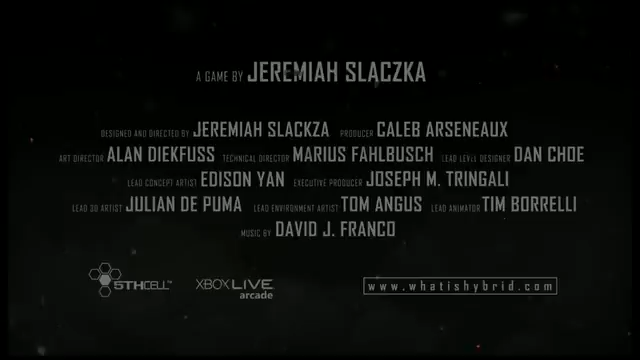 A GAME BY JEREMIAH SLACZKA
DESIGNED AND DIRECTED BY JEREMIAH SLACKZA PRODUCER CALEB ARSENEAUX
ART DIRECTOR ALAN DIEKFUSS TECHNICAL DIRECTOR MARIUS FAHLBUSCH LEAD LEVEL DESIGNER DAN CHOE
LEAD CONCEPT ARTIST EDISON YAN EXECUTIVE PRODUCER JOSEPH M. TRINGALI
LEAD 3D ARTIST JULIAN DE PUMA LEAD ENVIRONMENT ARTIST TOM ANGUS LEAD ANIMATOR TIM BORRELLI
MUSIC BY DAVID J. FRANCO
5TH CELL™ XBOX LIVE www.whatishybrid.com
arcade